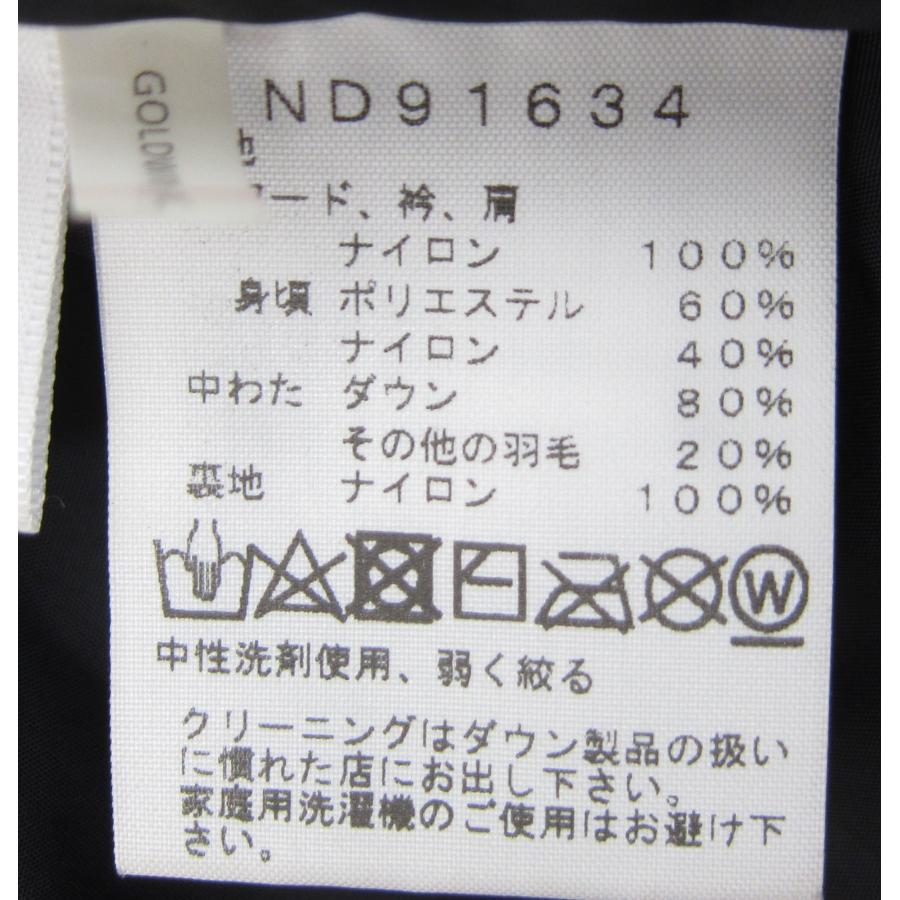 GOLDWIN
ND91634
ード、衿、肩
ナイロン 100%
身頃 ポリエステル 60%
ナイロン 40%
中わた ダウン 80%
その他の羽毛 20%
裏地 ナイロン 100%
W
中性洗剤使用、弱く絞る
クリーニングはダウン製品の扱い
に慣れた店にお出し下さい。
家庭用洗濯機のご使用はお避け下
さい。